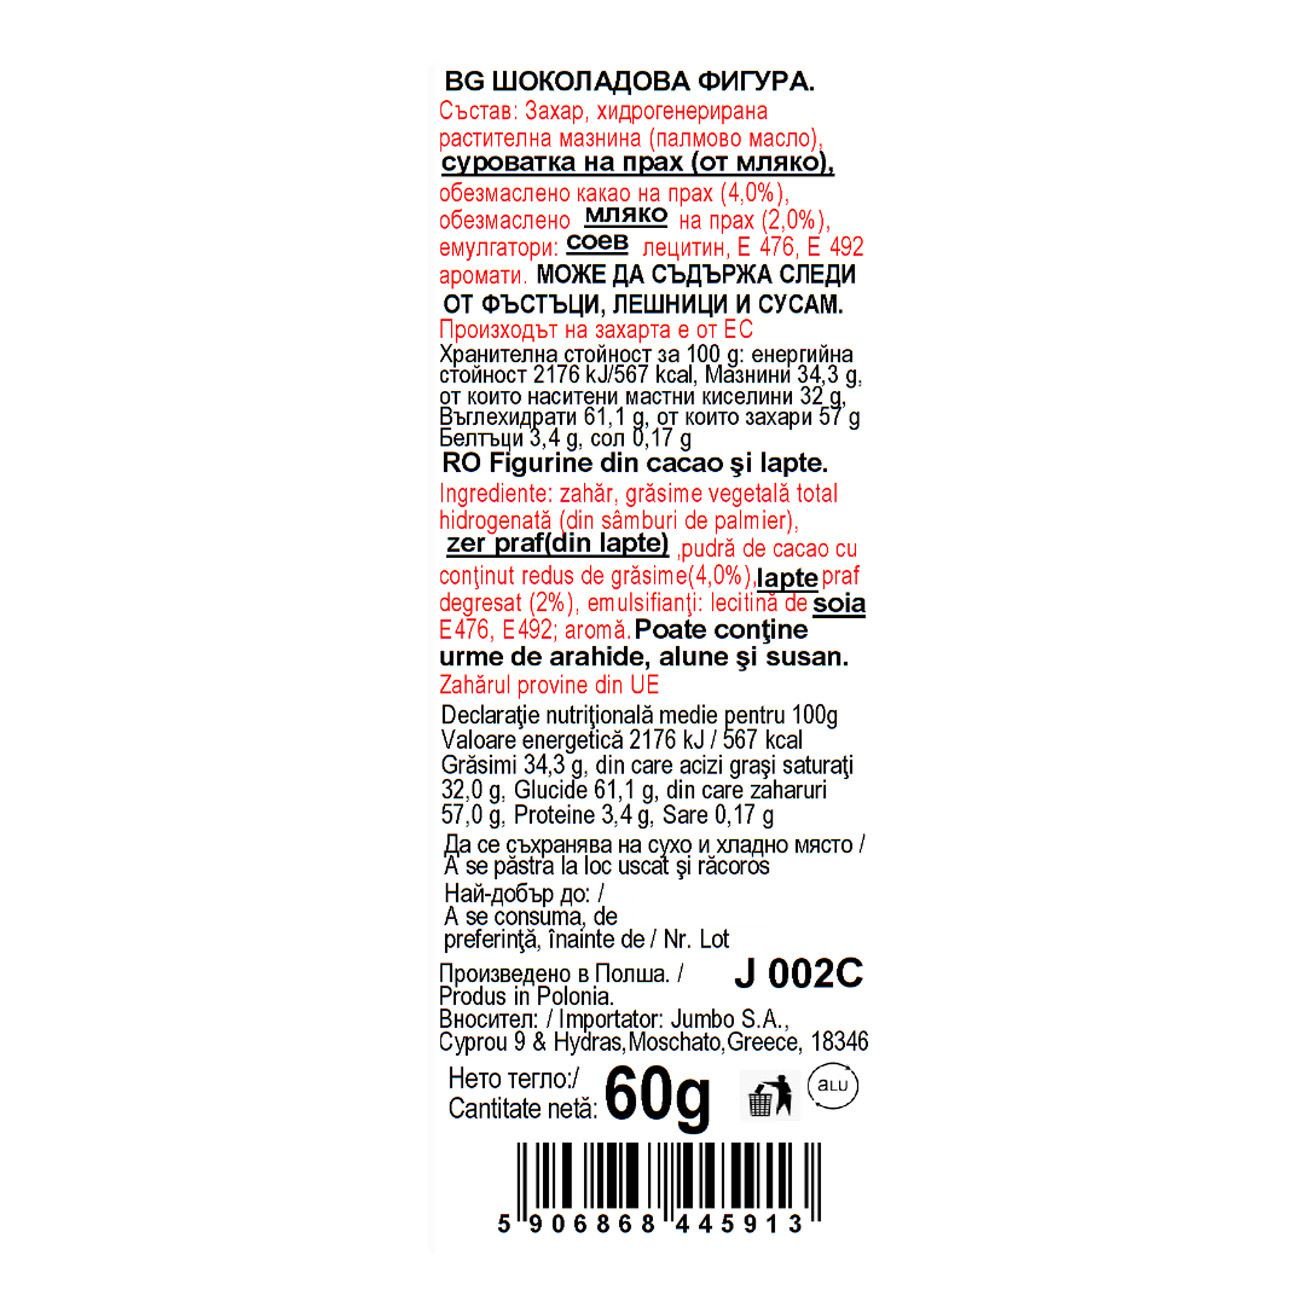 BG ШОКОЛАДОВА ФИГУРА.
Състав: Захар, хидрогенерирана
растителна мазнина (палмово масло),
суроватка на прах (от мляко),
обезмаслено какао на прах (4,0%),
обезмаслено мляко на прах (2,0%),
емулгатори: соев лецитин, Е 476, Е 492
аромати. МОЖЕ ДА СЪДЪРЖА СЛЕДИ
ОТ ФЪСТЪЦИ, ЛЕШНИЦИ И СУСАМ.
Произходът на захарта е от ЕС
Хранителна стойност за 100 g: енергийна
стойност 2176 kJ/567 kcal, Мазнини 34,3 g,
от които наситени мастни киселини 32 g,
Въглехидрати 61,1 g, от които захари 57 g
Белтъци 3,4 g, сол 0,17 g
RO Figurine din cacao şi lapte.
Ingrediente: zahăr, grăsime vegetală total
hidrogenată (din sâmburi de palmier),
zer praf(din lapte) ,pudră de cacao cu
conţinut redus de grăsime(4,0%),lapte praf
degresat (2%), emulsifianţi: lecitină de soia
E476, E492; aromă. Poate conţine
urme de arahide, alune şi susan.
Zahărul provine din UE
Declaraţie nutriţională medie pentru 100g
Valoare energetică 2176 kJ / 567 kcal
Grăsimi 34,3 g, din care acizi graşi saturaţi
32,0 g, Glucide 61,1 g, din care zaharuri
57,0 g, Proteine 3,4 g, Sare 0,17 g
Да се съхранява на сухо и хладно място /
A se păstra la loc uscat şi răcoros
Най-добър до: /
A se consuma, de
preferinţă, înainte de / Nr. Lot
Произведено в Полша. / J 002C
Produs in Polonia.
Вносител: / Importator: Jumbo S.A.,
Cyprou 9 & Hydras,Moschato,Greece, 18346
Нето тегло:/ 60g
Cantitate netă:
aLU
5 906868 445913